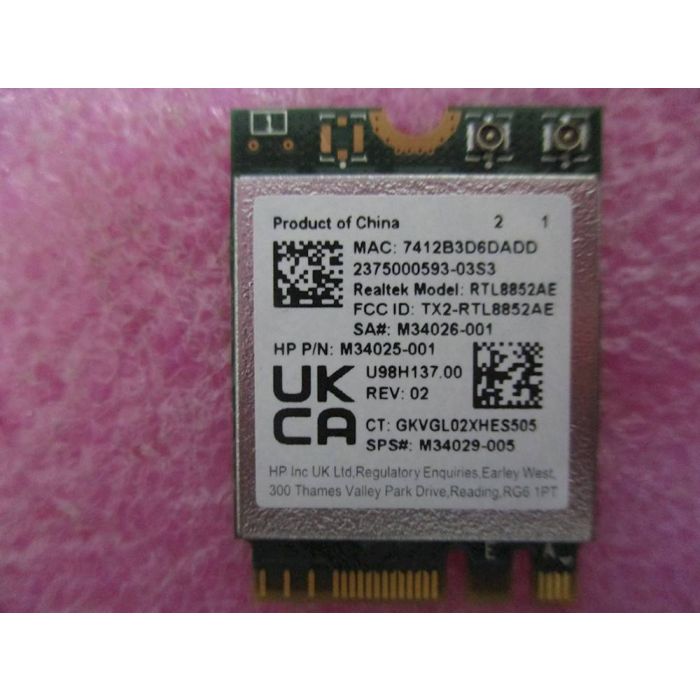 1
Product of China 2 1
MAC: 7412B3D6DADD
2375000593-03S3
Realtek Model: RTL8852AE
FCC ID: TX2-RTL8852AE
SA#: M34026-001
HP P/N: M34025-001
U98H137.00
REV: 02
UK
CA
CT: GKVGL02XHES505
SPS#: M34029-005
HP Inc UK Ltd,Regulatory Enquiries,Earley West,
300 Thames Valley Park Drive,Reading,RG6 1PT
E A